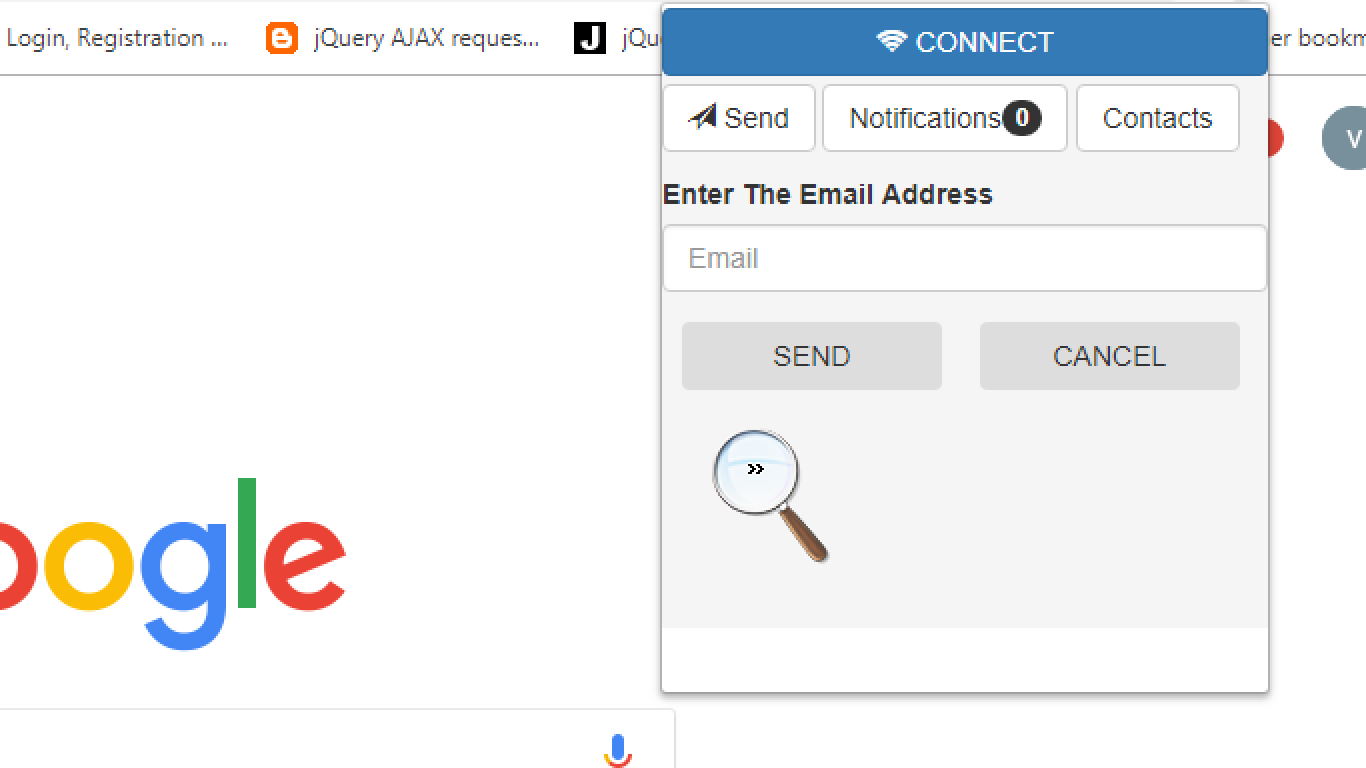 Login, Registration ...
jQuery AJAX reques...
J
jQu
CONNECT
er bookm
Send
Notifications 0
Contacts
V
Enter The Email Address
Email
SEND
CANCEL
»
oogle